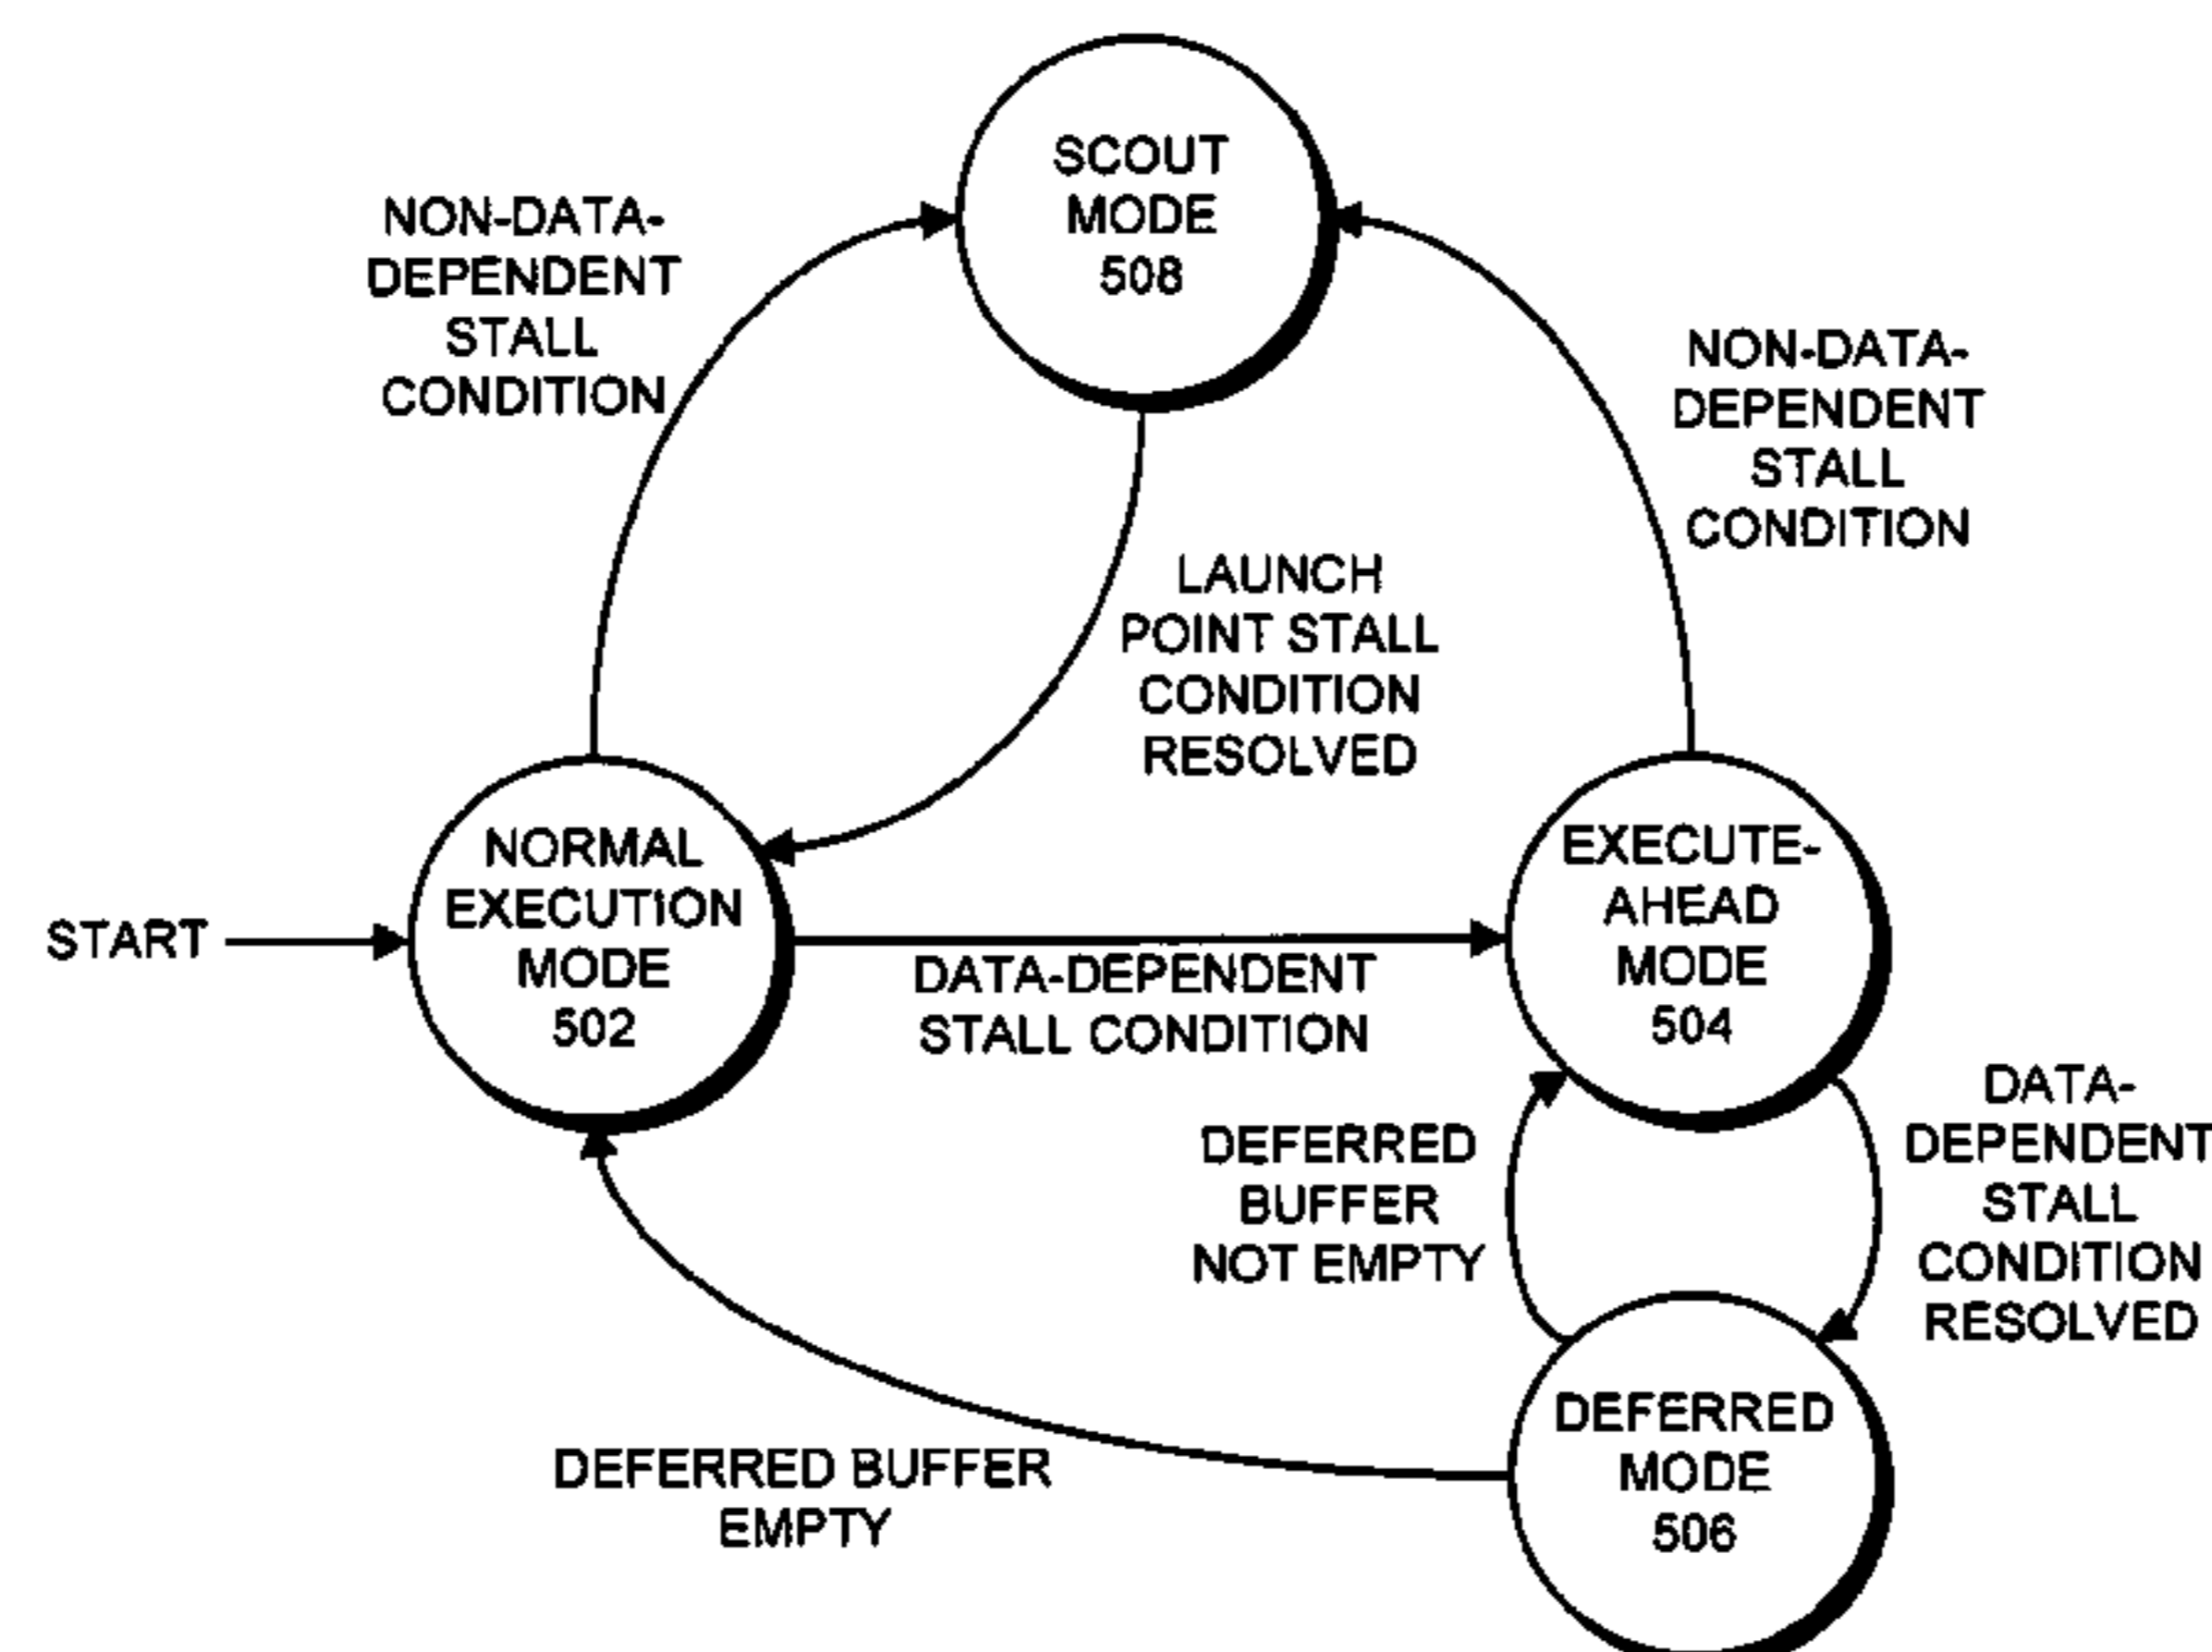 SCOUT
MODE
508
NON-DATA-
DEPENDENT
STALL
CONDITION
NON-DATA-
DEPENDENT
STALL
CONDITION
LAUNCH
POINT STALL
CONDITION
RESOLVED
START
NORMAL
EXECUTION
MODE
502
DATA-DEPENDENT
STALL CONDITION
EXECUTE-
AHEAD
MODE
504
DEFERRED
BUFFER
NOT EMPTY
DATA-
DEPENDENT
STALL
CONDITION
RESOLVED
DEFERRED BUFFER
EMPTY
DEFERRED
MODE
506